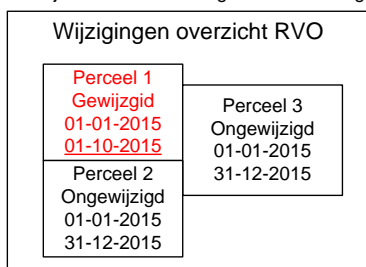 Wijzigingen overzicht RVO
Perceel 1
Gewijzgid
01-01-2015
01-10-2015
Perceel 2
Ongewijzigd
01-01-2015
31-12-2015
Perceel 3
Ongewijzigd
01-01-2015
31-12-2015